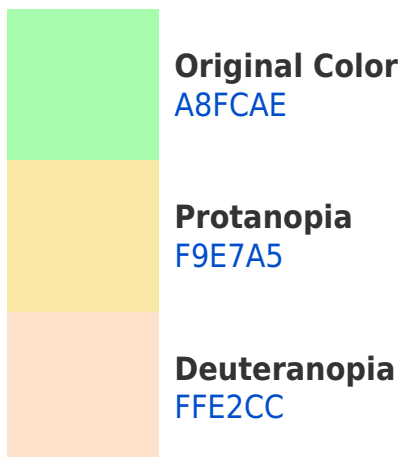 Original Color
A8FCAE
Protanopia
F9E7A5
Deuteranopia
FFE2CC